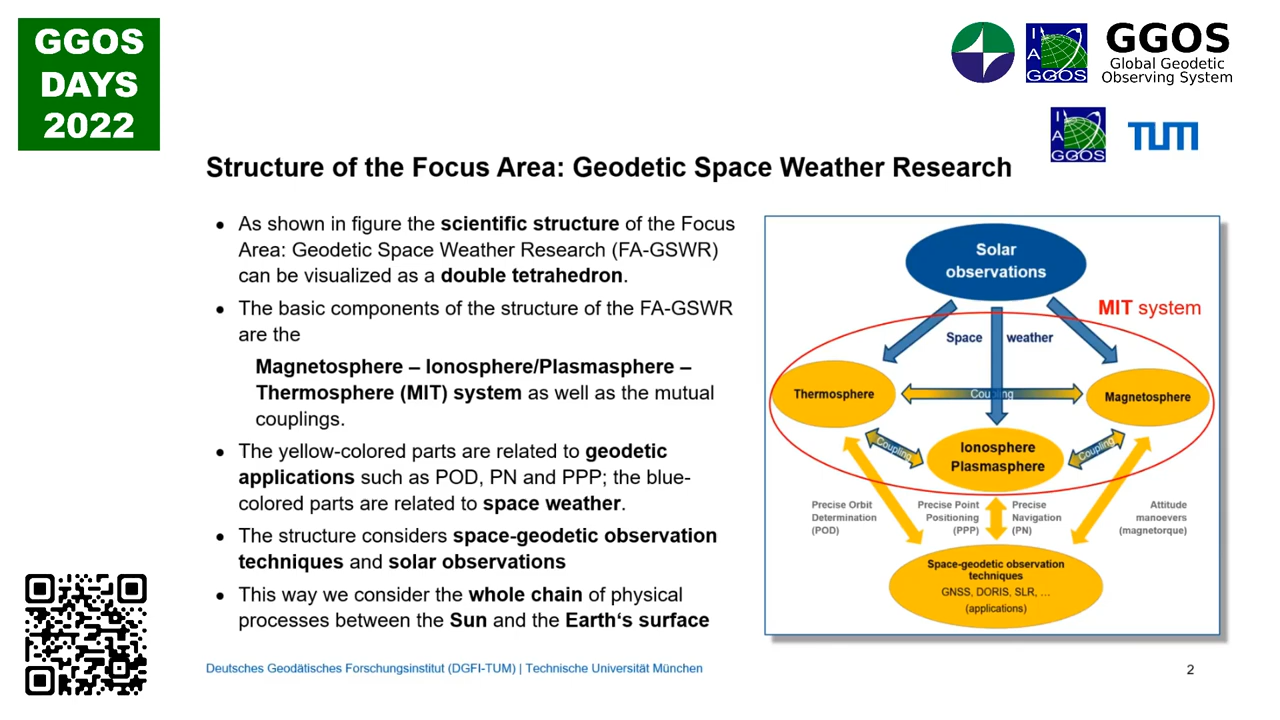 GGOS
DAYS
2022
IA
GGOS
GGOS
Global Geodetic
Observing System
IA
GGOS
TUM
Structure of the Focus Area: Geodetic Space Weather Research
• As shown in figure the scientific structure of the Focus
Area: Geodetic Space Weather Research (FA-GSWR)
can be visualized as a double tetrahedron.
• The basic components of the structure of the FA-GSWR
are the
Magnetosphere – Ionosphere/Plasmasphere –
Thermosphere (MIT) system as well as the mutual
couplings.
• The yellow-colored parts are related to geodetic
applications such as POD, PN and PPP; the blue-
colored parts are related to space weather.
• The structure considers space-geodetic observation
techniques and solar observations
• This way we consider the whole chain of physical
processes between the Sun and the Earth‘s surface
Solar
observations
MIT system
Space weather
Thermosphere
Coupling
Magnetosphere
Coupling
Ionosphere
Plasmasphere
Coupling
Precise Orbit
Determination
(POD)
Precise Point
Positioning
(PPP)
Precise
Navigation
(PN)
Attitude
manoevers
(magnetorque)
Space-geodetic observation
techniques
GNSS, DORIS, SLR, …
(applications)
Deutsches Geodätisches Forschungsinstitut (DGFI-TUM) | Technische Universität München
2